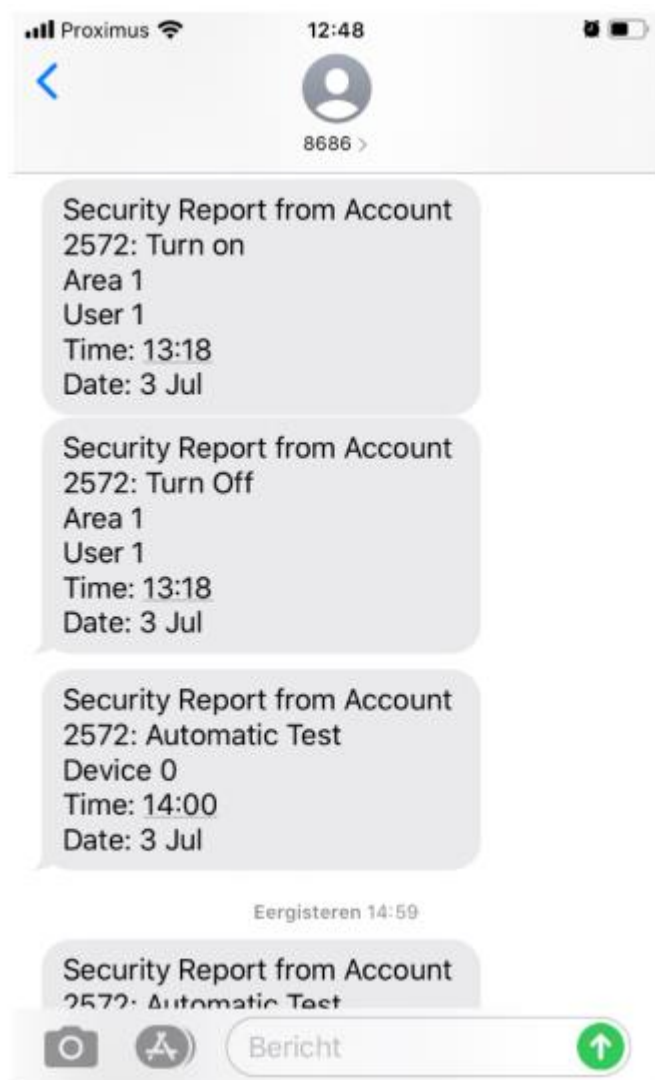 Proximus 12:48
8686 >
Security Report from Account
2572: Turn on
Area 1
User 1
Time: 13:18
Date: 3 Jul
Security Report from Account
2572: Turn Off
Area 1
User 1
Time: 13:18
Date: 3 Jul
Security Report from Account
2572: Automatic Test
Device 0
Time: 14:00
Date: 3 Jul
Eergisteren 14:59
Security Report from Account
2572: Automatic Test
Bericht